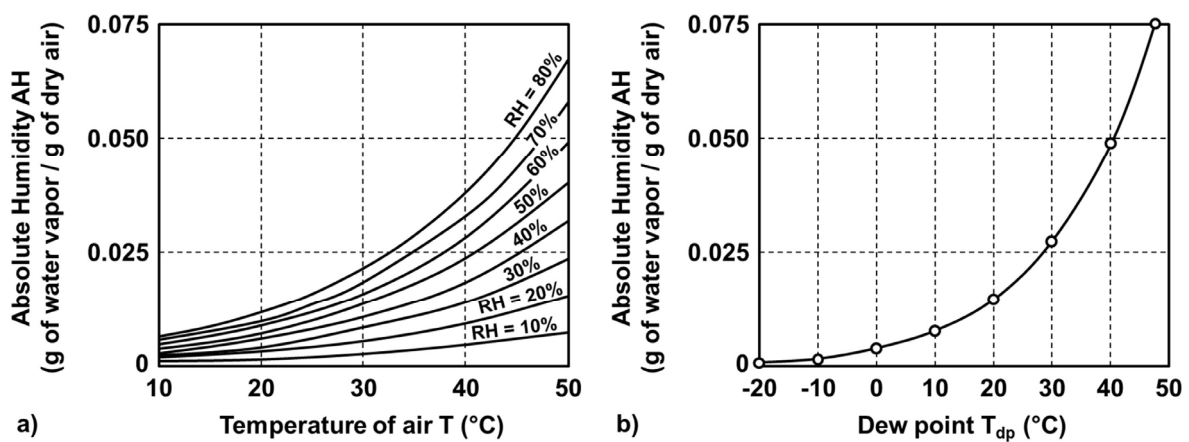 Absolute Humidity AH
(g of water vapor / g of dry air)
0.075
0.050
0.025
0
10
20
30
40
50
RH = 80%
70%
60%
50%
40%
30%
RH = 20%
RH = 10%
a)
Temperature of air T (°C)
Absolute Humidity AH
(g of water vapor / g of dry air)
0.075
0.050
0.025
0
-20
-10
0
10
20
30
40
50
b)
Dew point Tdp (°C)